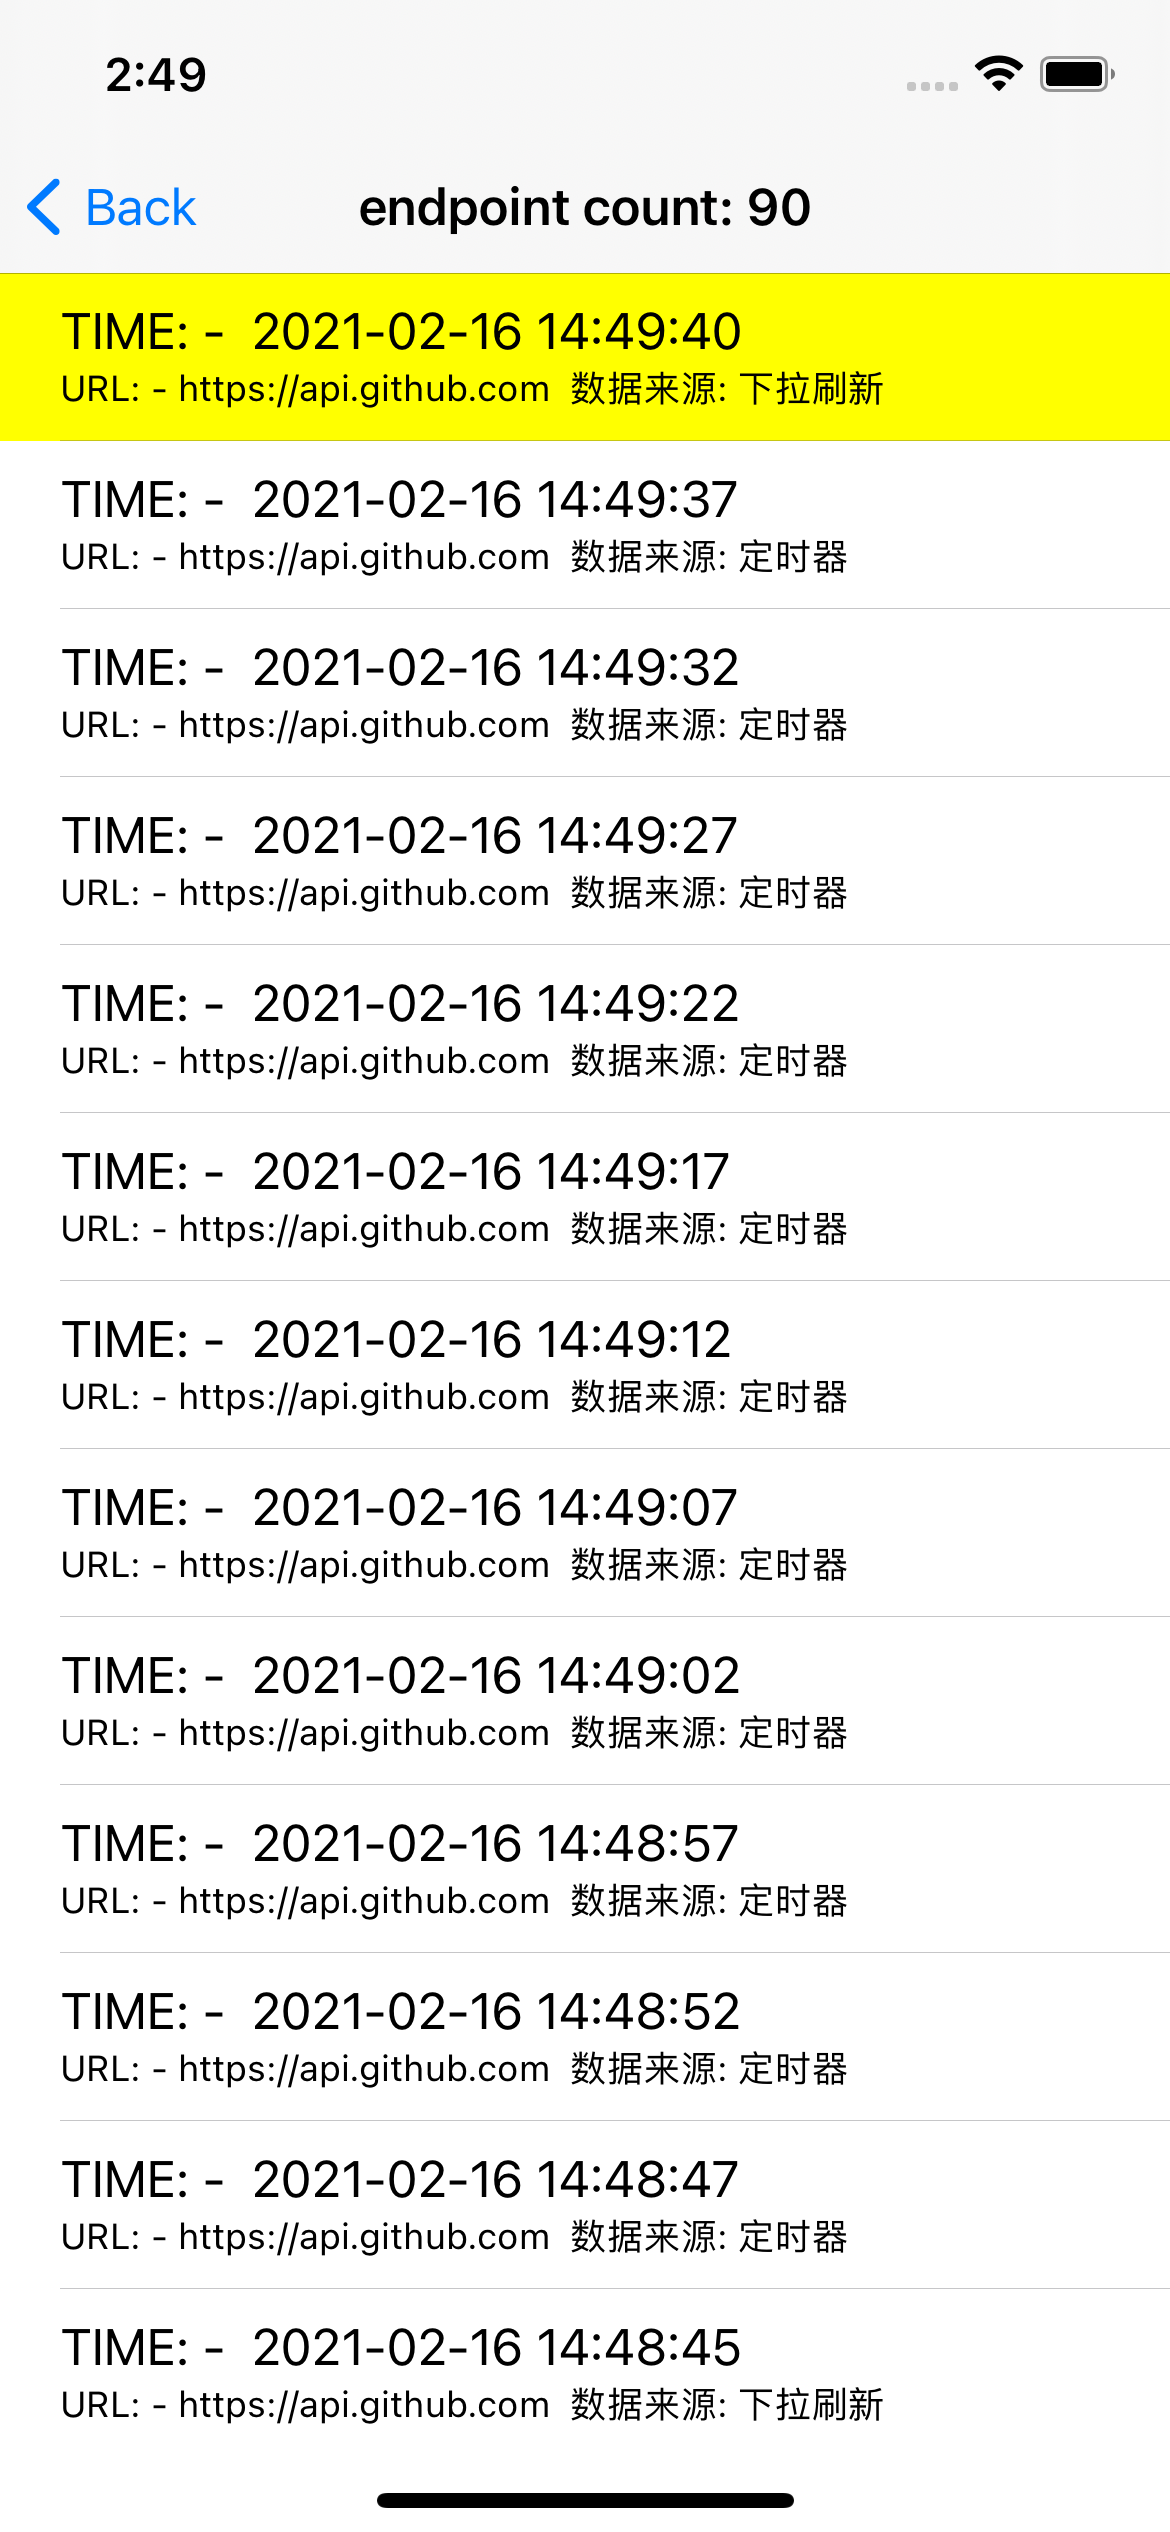 2:49
Back
endpoint count: 90
TIME: - 2021-02-16 14:49:40
URL: - https://api.github.com 数据来源: 下拉刷新
TIME: - 2021-02-16 14:49:37
URL: - https://api.github.com 数据来源: 定时器
TIME: - 2021-02-16 14:49:32
URL: - https://api.github.com 数据来源: 定时器
TIME: - 2021-02-16 14:49:27
URL: - https://api.github.com 数据来源: 定时器
TIME: - 2021-02-16 14:49:22
URL: - https://api.github.com 数据来源: 定时器
TIME: - 2021-02-16 14:49:17
URL: - https://api.github.com 数据来源: 定时器
TIME: - 2021-02-16 14:49:12
URL: - https://api.github.com 数据来源: 定时器
TIME: - 2021-02-16 14:49:07
URL: - https://api.github.com 数据来源: 定时器
TIME: - 2021-02-16 14:49:02
URL: - https://api.github.com 数据来源: 定时器
TIME: - 2021-02-16 14:48:57
URL: - https://api.github.com 数据来源: 定时器
TIME: - 2021-02-16 14:48:52
URL: - https://api.github.com 数据来源: 定时器
TIME: - 2021-02-16 14:48:47
URL: - https://api.github.com 数据来源: 定时器
TIME: - 2021-02-16 14:48:45
URL: - https://api.github.com 数据来源: 下拉刷新